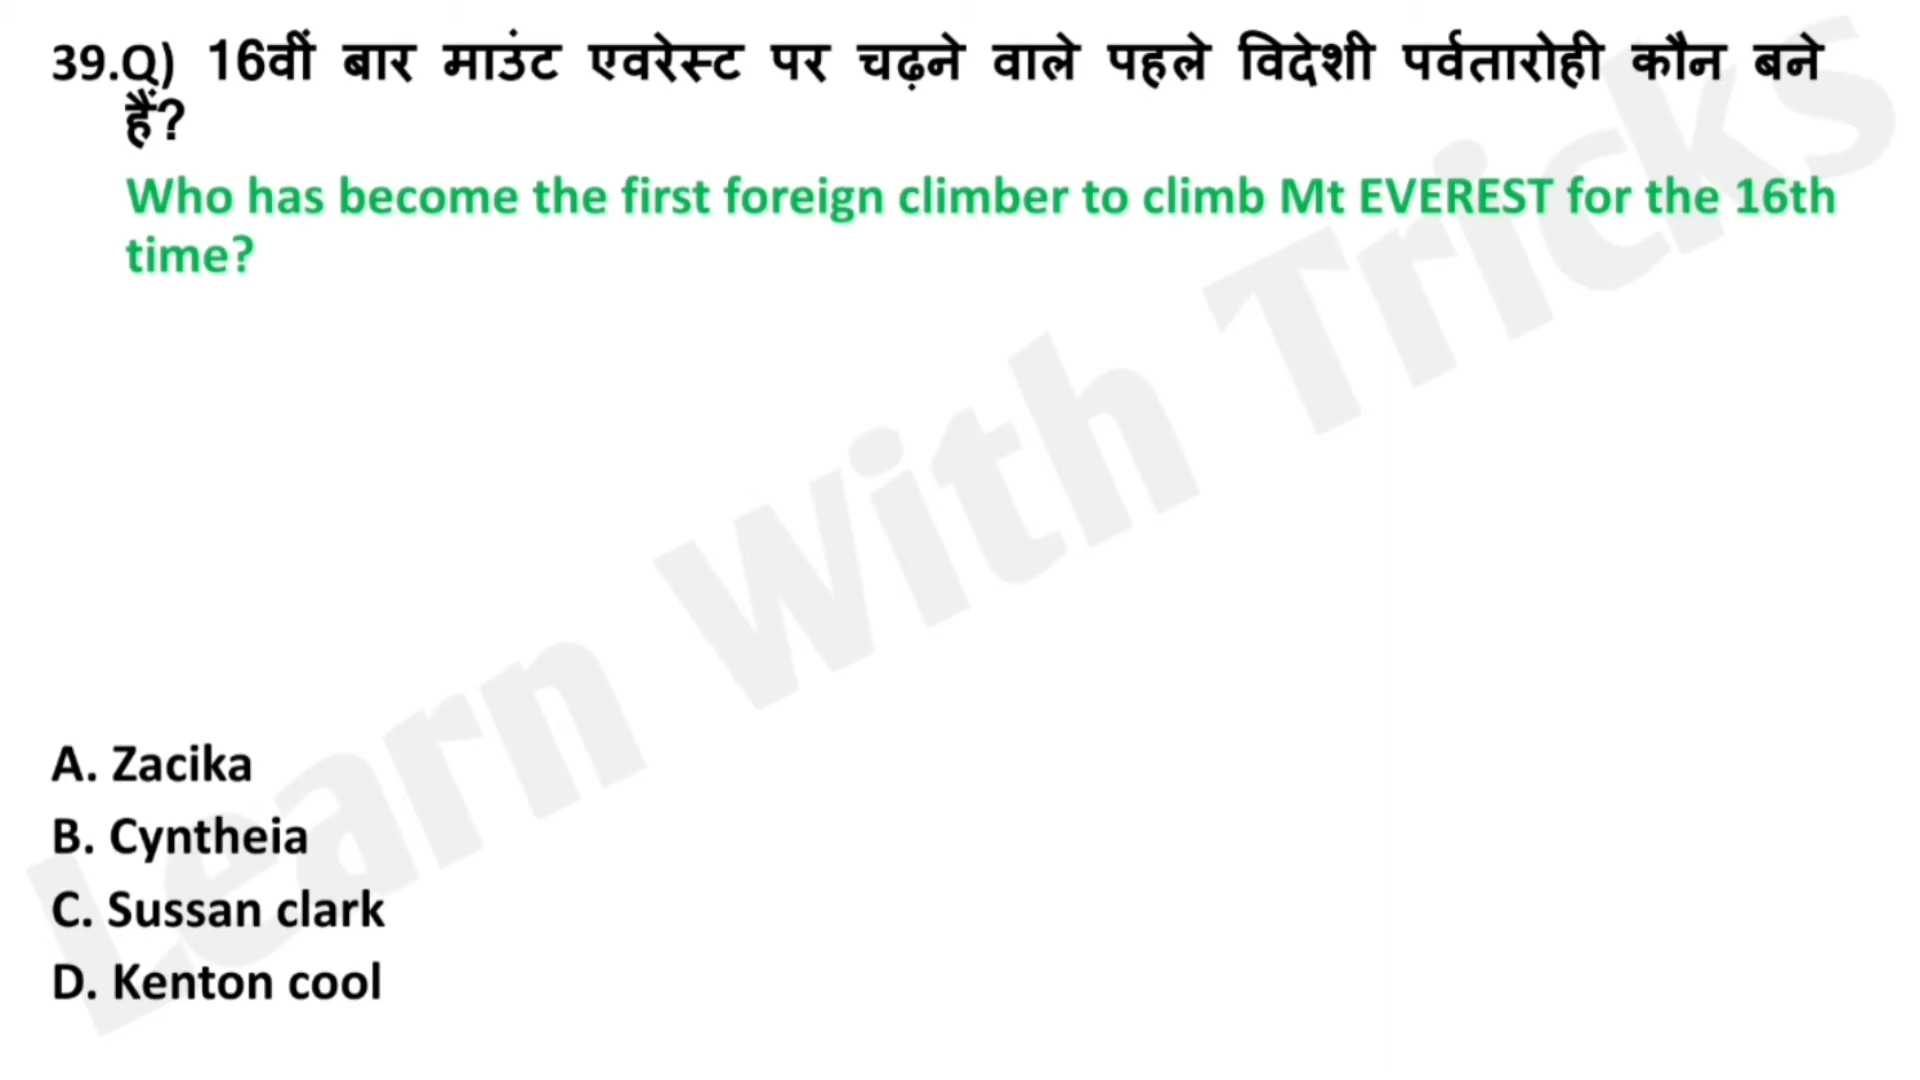 39.Q) 16वीं बार माउंट एवरेस्ट पर चढ़ने वाले पहले विदेशी पर्वतारोही कौन बने
हैं?
Who has become the first foreign climber to climb Mt EVEREST for the 16th
time?
Learn With Tricks
A. Zacika
B. Cyntheia
C. Sussan clark
D. Kenton cool